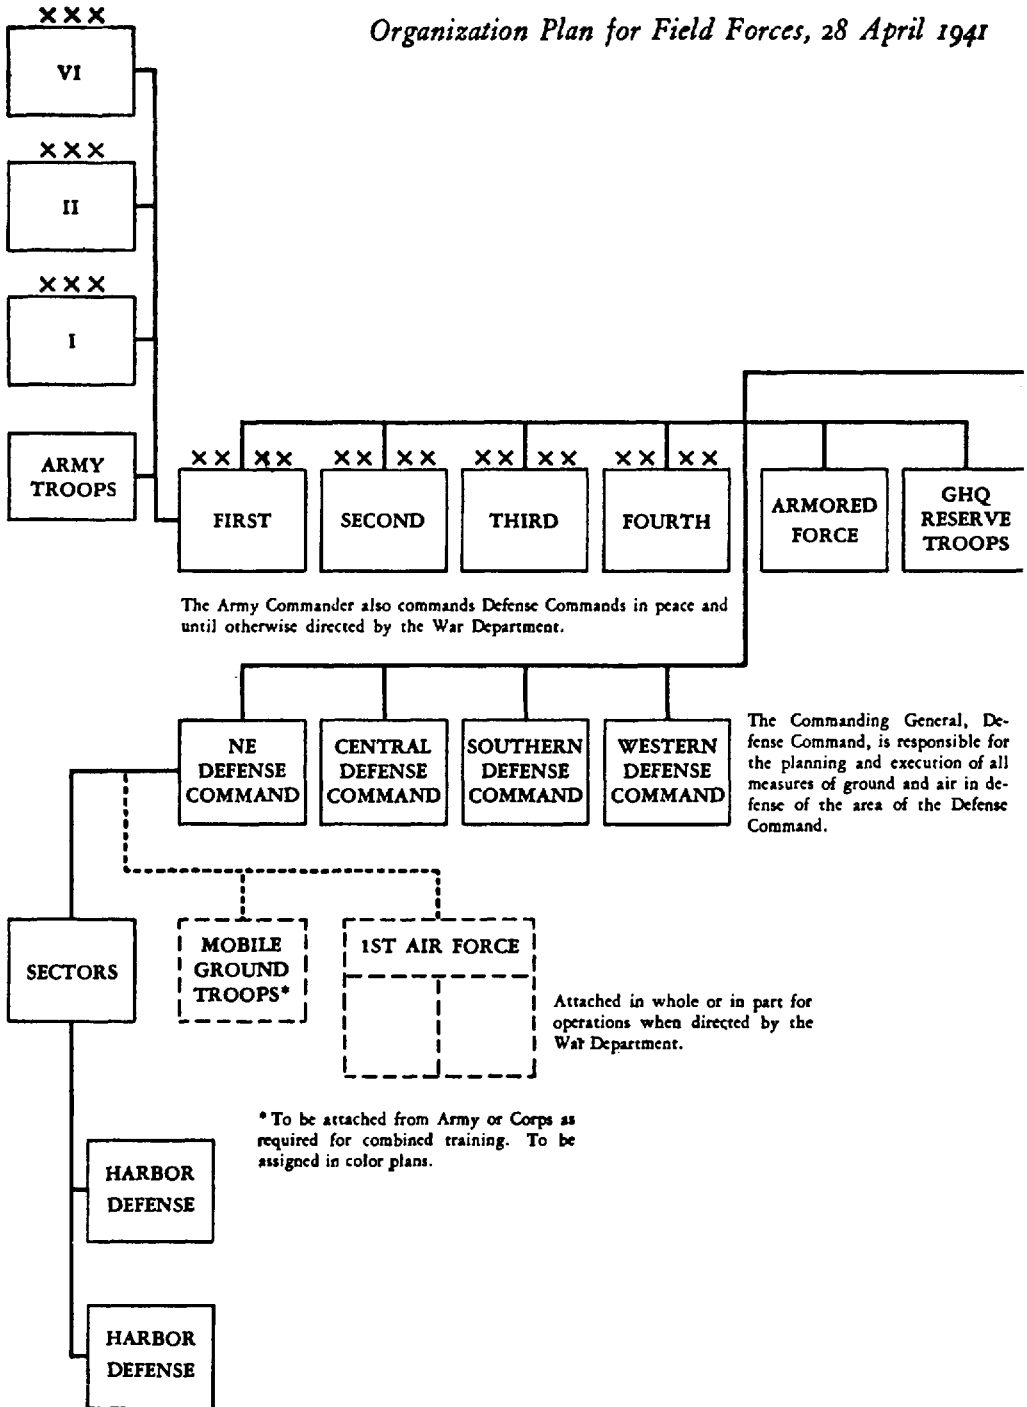 Organization Plan for Field Forces, 28 April 1941
XXX
VI
XXX
II
XXX
I
ARMY
TROOPS
XX XX
FIRST
XX XX
SECOND
XX XX
THIRD
XX XX
FOURTH
ARMORED
FORCE
GHQ
RESERVE
TROOPS
The Army Commander also commands Defense Commands in peace and
until otherwise directed by the War Department.
NE
DEFENSE
COMMAND
CENTRAL
DEFENSE
COMMAND
SOUTHERN
DEFENSE
COMMAND
WESTERN
DEFENSE
COMMAND
The Commanding General, De-
fense Command, is responsible for
the planning and execution of all
measures of ground and air in de-
fense of the area of the Defense
Command.
SECTORS
MOBILE
GROUND
TROOPS*
1ST AIR FORCE
Attached in whole or in part for
operations when directed by the
War Department.
*To be attached from Army or Corps as
required for combined training. To be
assigned in color plans.
HARBOR
DEFENSE
HARBOR
DEFENSE